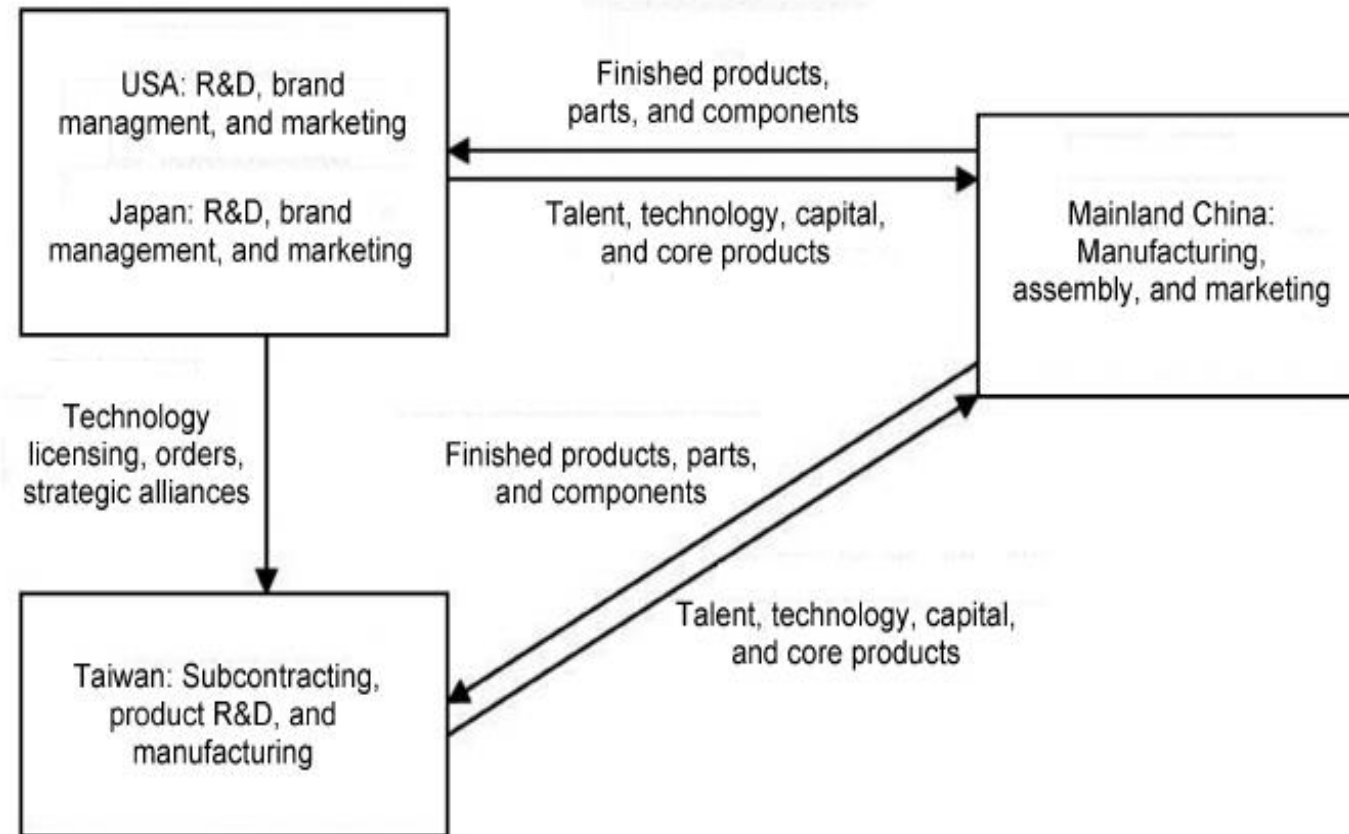 USA: R&D, brand
managment, and marketing
Japan: R&D, brand
management, and marketing
Finished products,
parts, and components
Talent, technology, capital,
and core products
Mainland China:
Manufacturing,
assembly, and marketing
Technology
licensing, orders,
strategic alliances
Finished products, parts,
and components
Talent, technology, capital,
and core products
Taiwan: Subcontracting,
product R&D, and
manufacturing